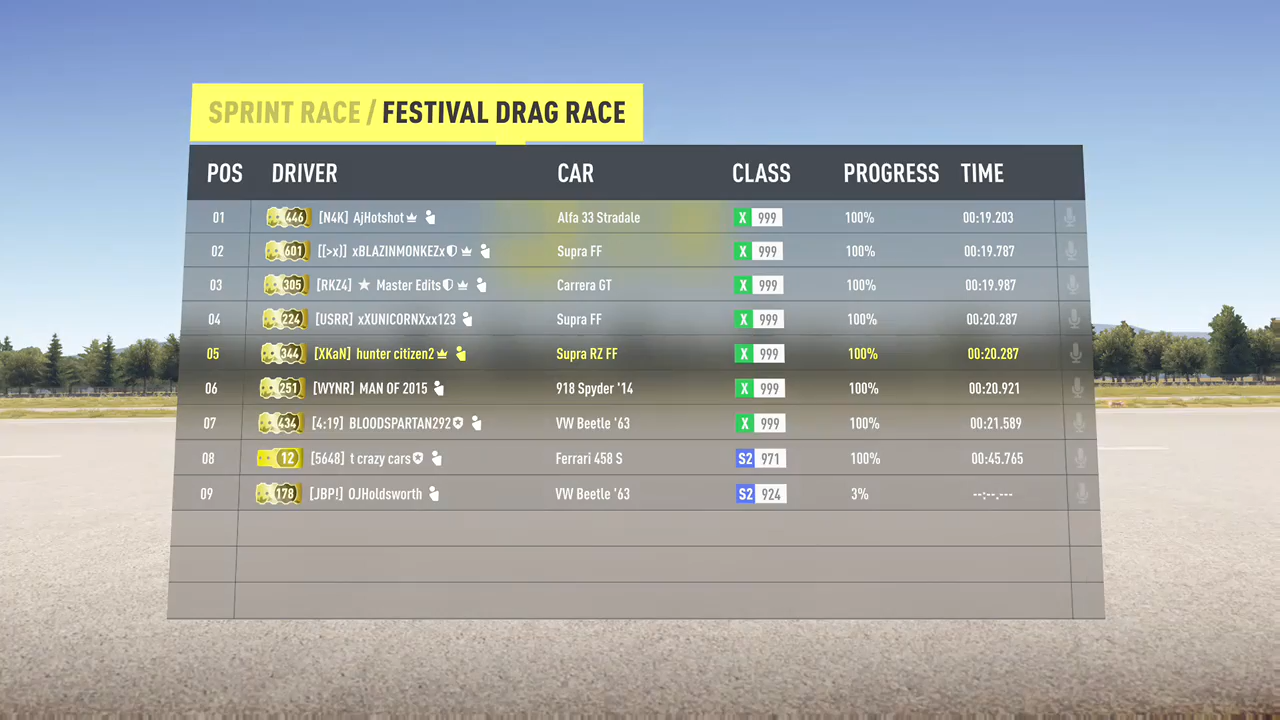 SPRINT RACE / FESTIVAL DRAG RACE
POS DRIVER CAR CLASS PROGRESS TIME
01 446 [N4K] AjHotshot Alfa 33 Stradale X 999 100% 00:19.203
02 601 [[>x)] xBLAZINMONKEZx Supra FF X 999 100% 00:19.787
03 305 [RKZ4] ★ Master Edits Carrera GT X 999 100% 00:19.987
04 224 [USRR] xXUNICORNXxx123 Supra FF X 999 100% 00:20.287
05 344 [XKaN] hunter citizen2 Supra RZ FF X 999 100% 00:20.287
06 251 [WYNR] MAN OF 2015 918 Spyder '14 X 999 100% 00:20.921
07 434 [4:19] BLOODSPARTAN292 VW Beetle '63 X 999 100% 00:21.589
08 12 [5648] t crazy cars Ferrari 458 S S2 971 100% 00:45.765
09 178 [JBP!] OJHoldsworth VW Beetle '63 S2 924 3% --:--.---